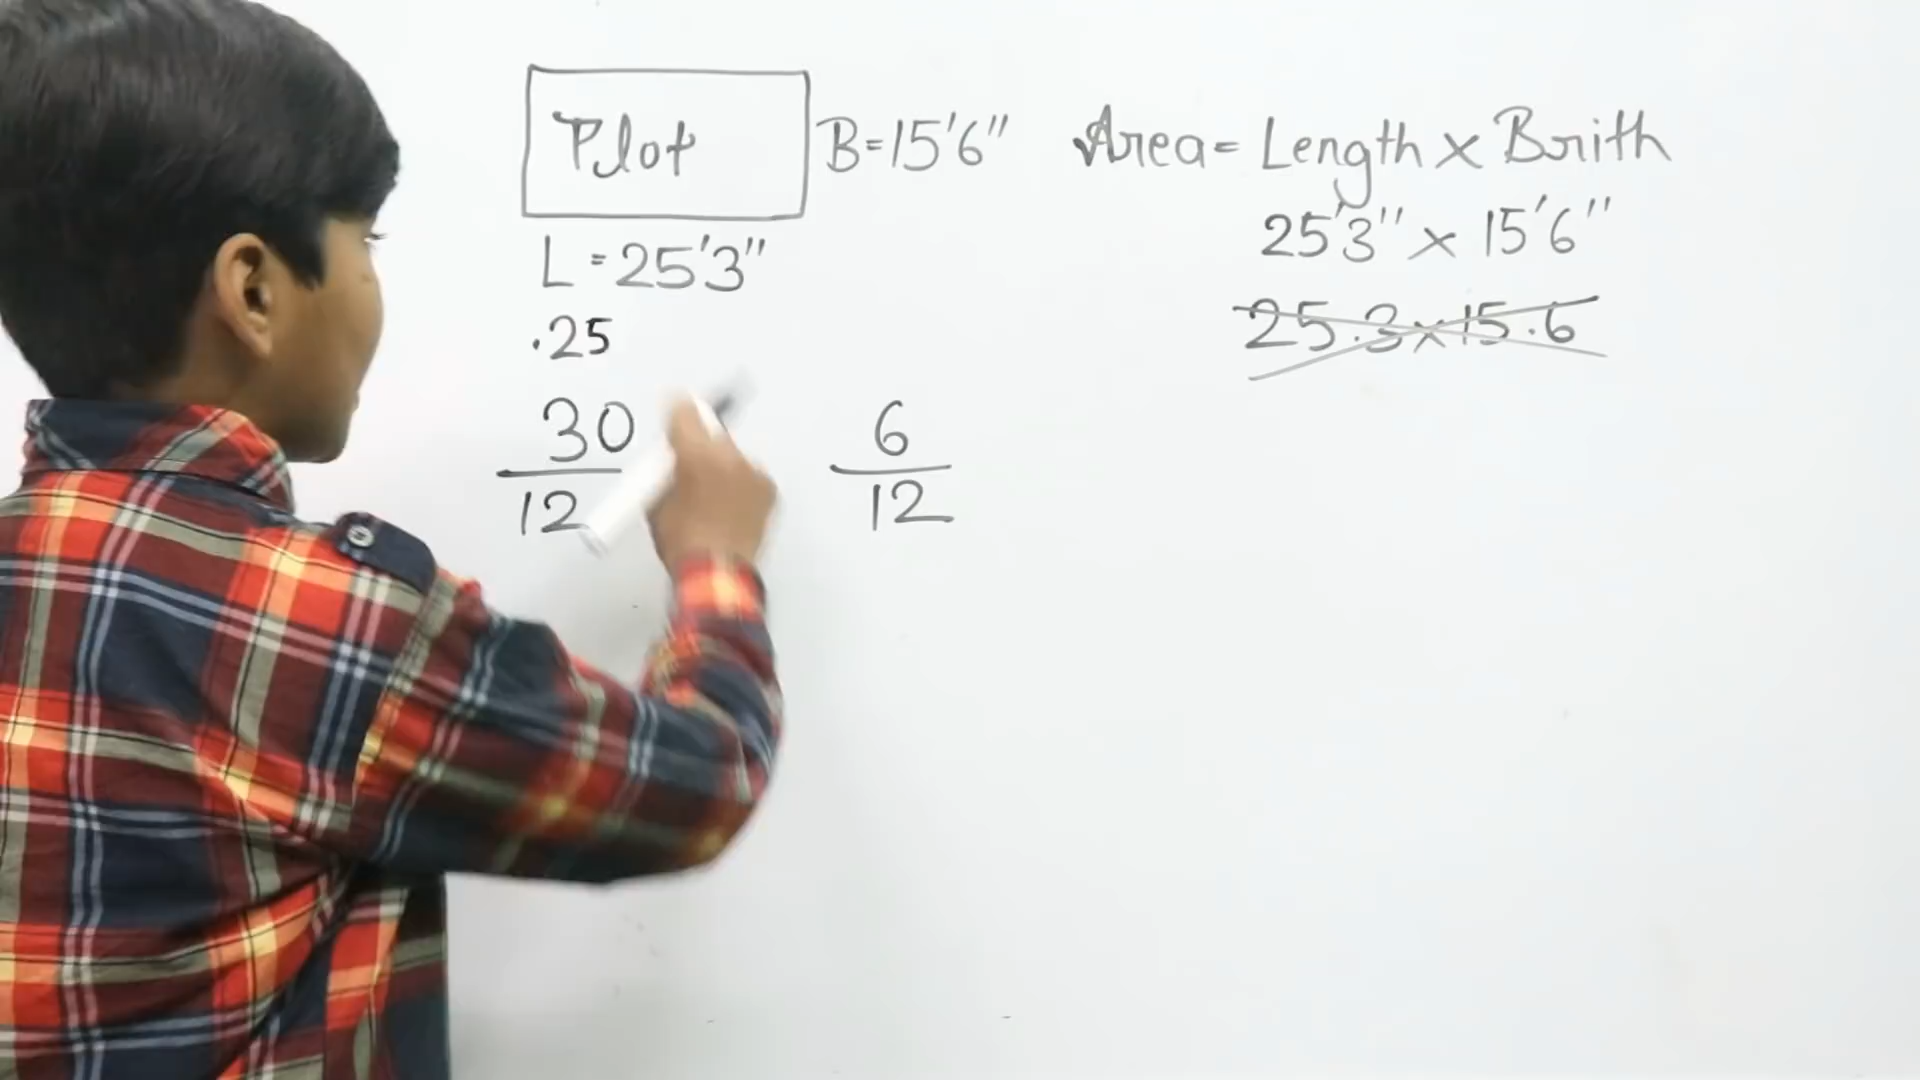 Plot
B=15'6"
L=25'3"
.25
30
12
6
12
Area= Length x Brith
25'3" x 15'6"
25.3x15.6